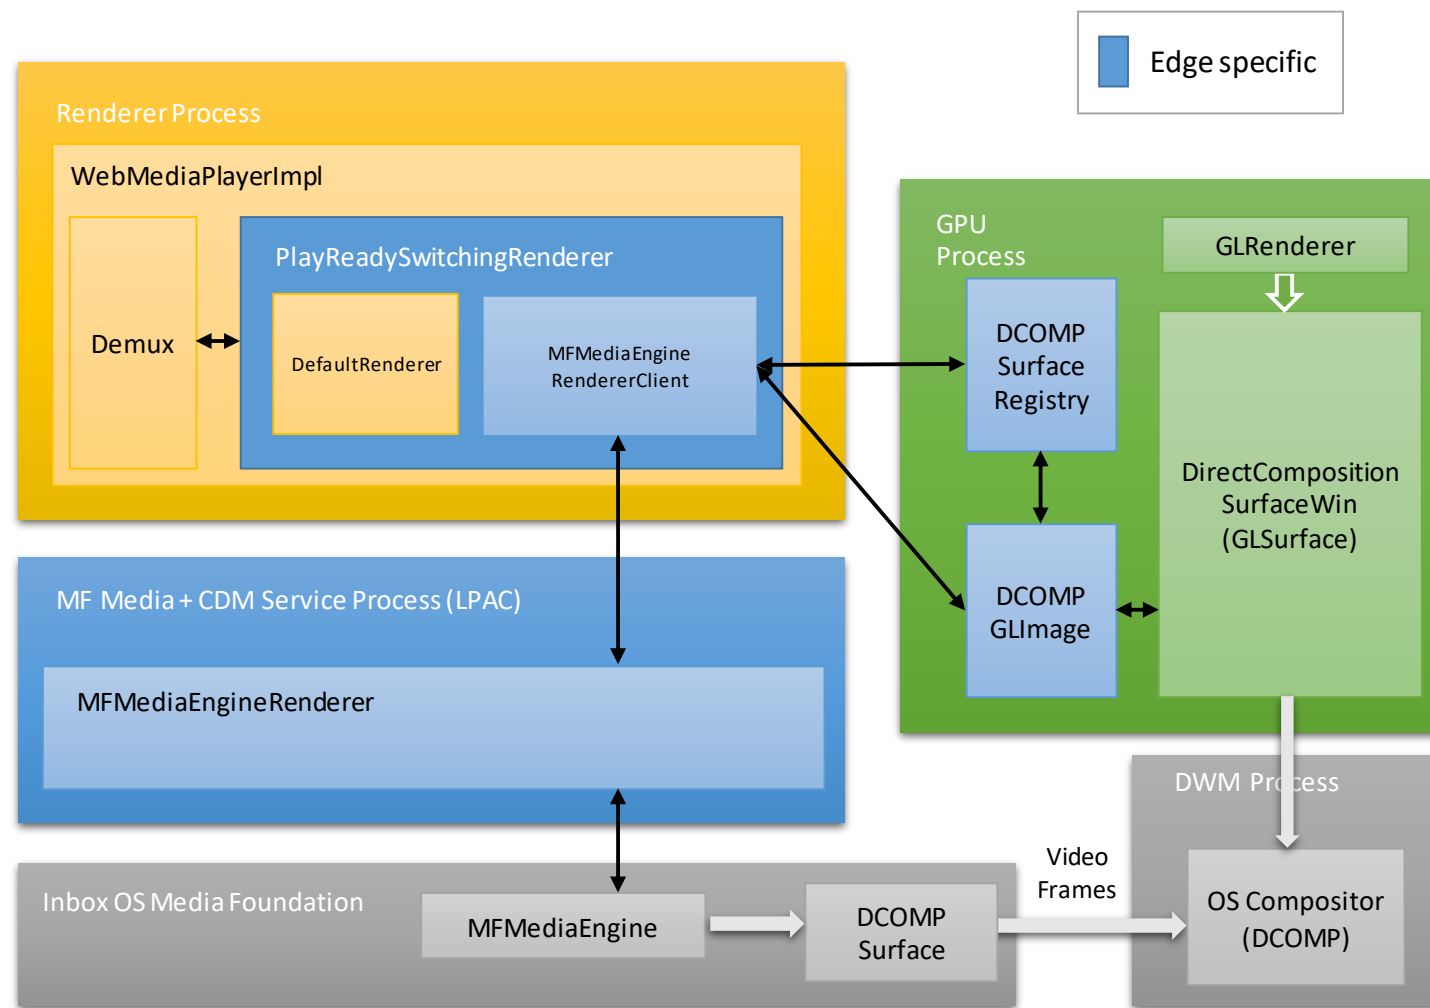 Edge specific
Renderer Process
WebMediaPlayerImpl
PlayReadySwitchingRenderer
Demux
DefaultRenderer
MFMediaEngine
RendererClient
GPU
Process
GLRenderer
DCOMP
Surface
Registry
DirectComposition
SurfaceWin
(GLSurface)
DCOMP
GLImage
MF Media + CDM Service Process (LPAC)
MFMediaEngineRenderer
DWM Process
Inbox OS Media Foundation
MFMediaEngine
DCOMP
Surface
Video
Frames
OS Compositor
(DCOMP)